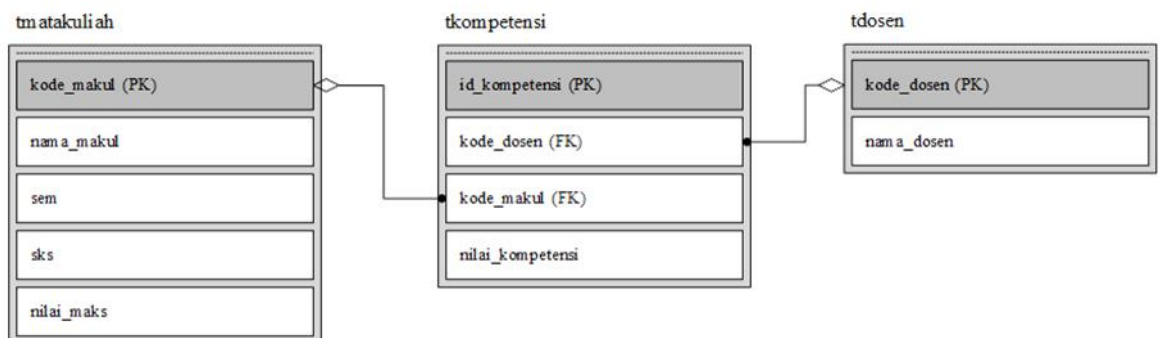 tmatakuliah
kode_makul (PK)
nama_makul
sem
sks
nilai_maks
tkompetensi
id_kompetensi (PK)
kode_dosen (FK)
kode_makul (FK)
nilai_kompetensi
tdosen
kode_dosen (PK)
nama_dosen